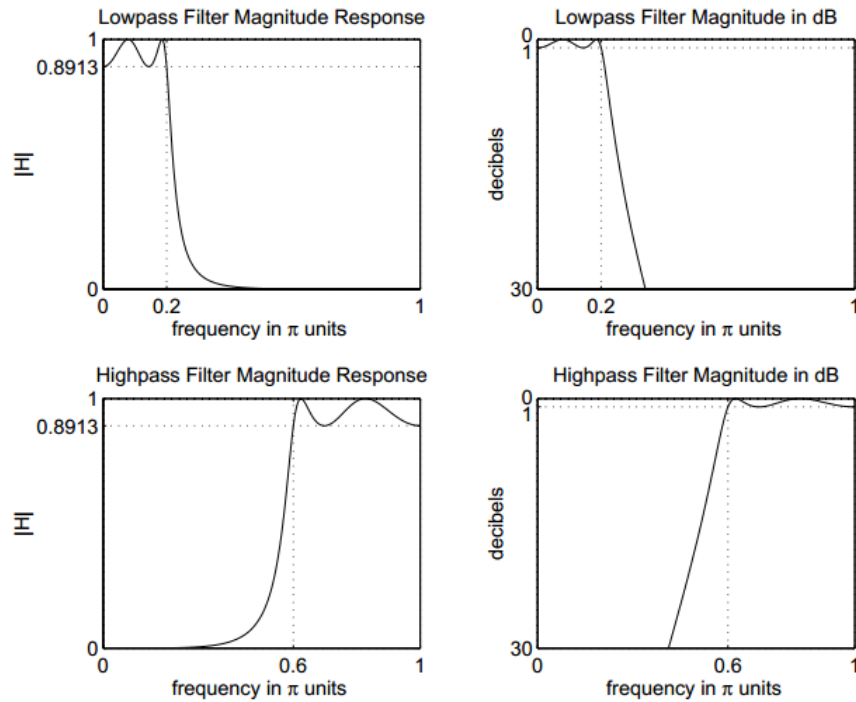 Lowpass Filter Magnitude Response
1
0.8913
|H|
0
0
0.2
1
frequency in π units
Lowpass Filter Magnitude in dB
0
1
decibels
30
0
0.2
1
frequency in π units
Highpass Filter Magnitude Response
1
0.8913
|H|
0
0
0.6
1
frequency in π units
Highpass Filter Magnitude in dB
0
1
decibels
30
0
0.6
1
frequency in π units